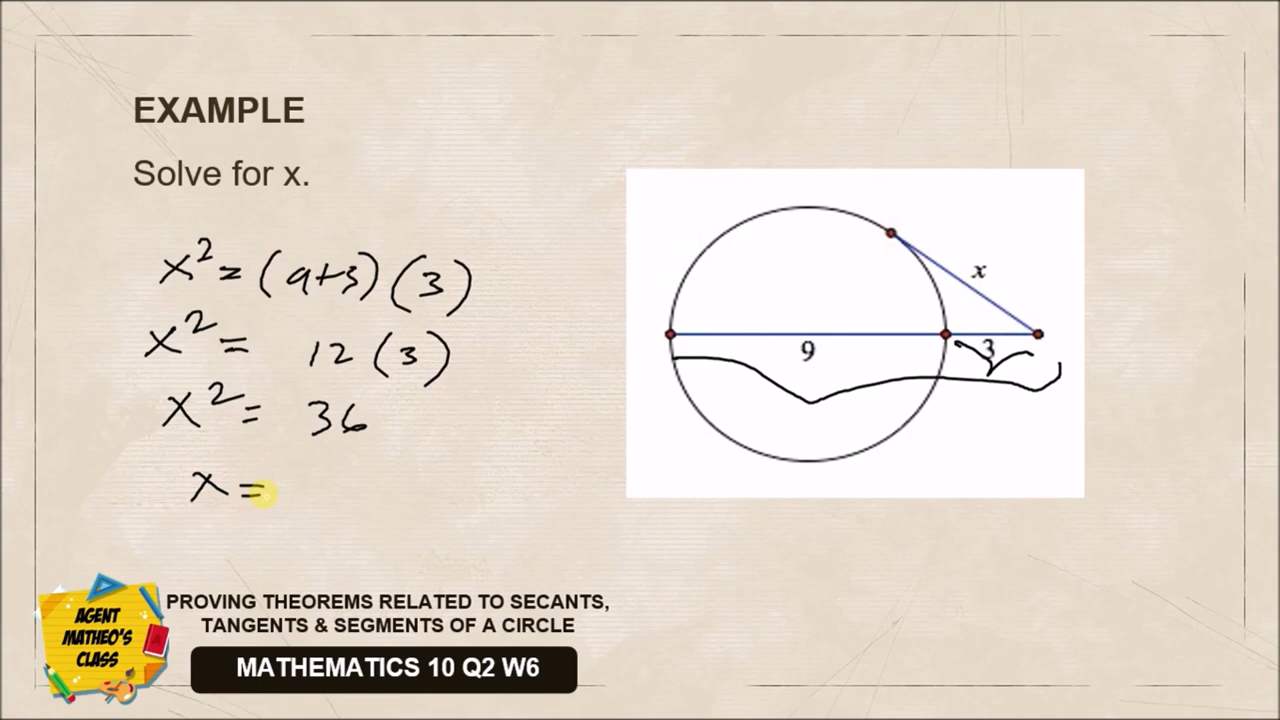 EXAMPLE
Solve for x.
x² = (9+3) (3)
x² = 12 (3)
x² = 36
x =
x
9
3
AGENT
MATHEO'S
CLASS
PROVING THEOREMS RELATED TO SECANTS,
TANGENTS & SEGMENTS OF A CIRCLE
MATHEMATICS 10 Q2 W6